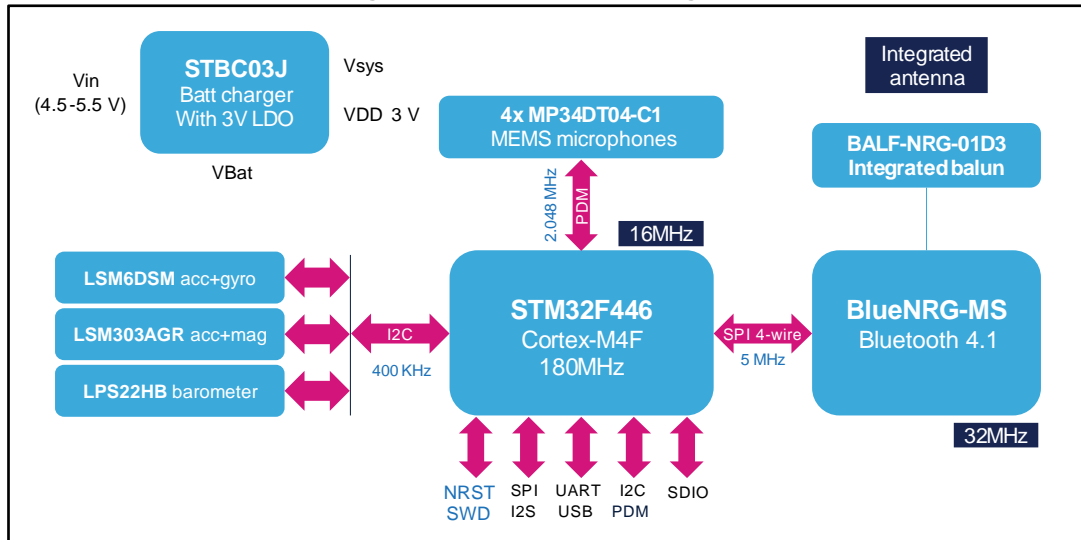 STBC03J
Batt charger
With 3V LDO
Vin
(4.5-5.5 V)
Vsys
VDD 3 V
VBat
4x MP34DT04-C1
MEMS microphones
Integrated
antenna
BALF-NRG-01D3
Integrated balun
2.048 MHz
PDM
16MHz
LSM6DSM acc+gyro
LSM303AGR acc+mag
LPS22HB barometer
I2C
400 KHz
STM32F446
Cortex-M4F
180MHz
SPI 4-wire
5 MHz
BlueNRG-MS
Bluetooth 4.1
32MHz
NRST
SWD
SPI
I2S
UART
USB
I2C
PDM
SDIO